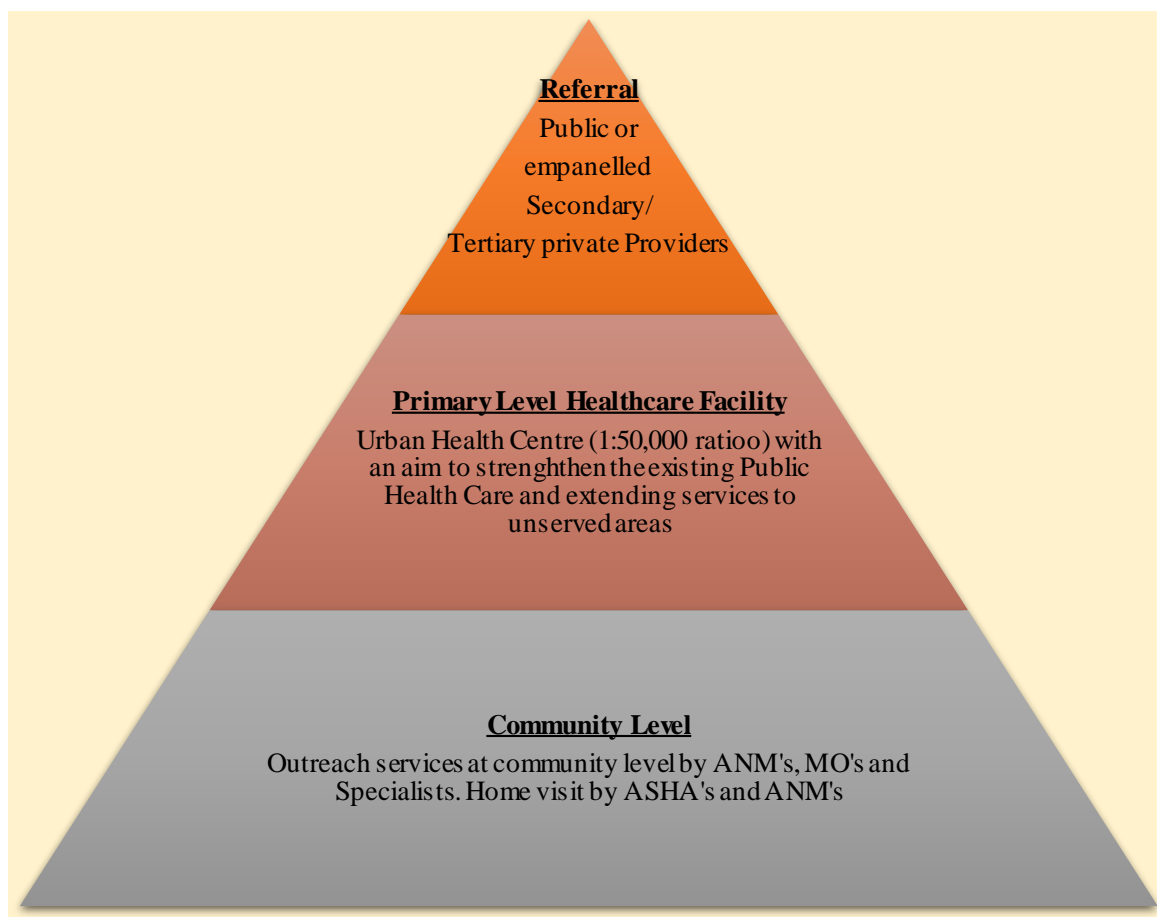 Referral
Public or
empanelled
Secondary/
Tertiary private Providers
Primary Level Healthcare Facility
Urban Health Centre (1:50,000 ratioo) with
an aim to strenghthen the existing Public
Health Care and extending services to
unserved areas
Community Level
Outreach services at community level by ANM's, MO's and
Specialists. Home visit by ASHA's and ANM's